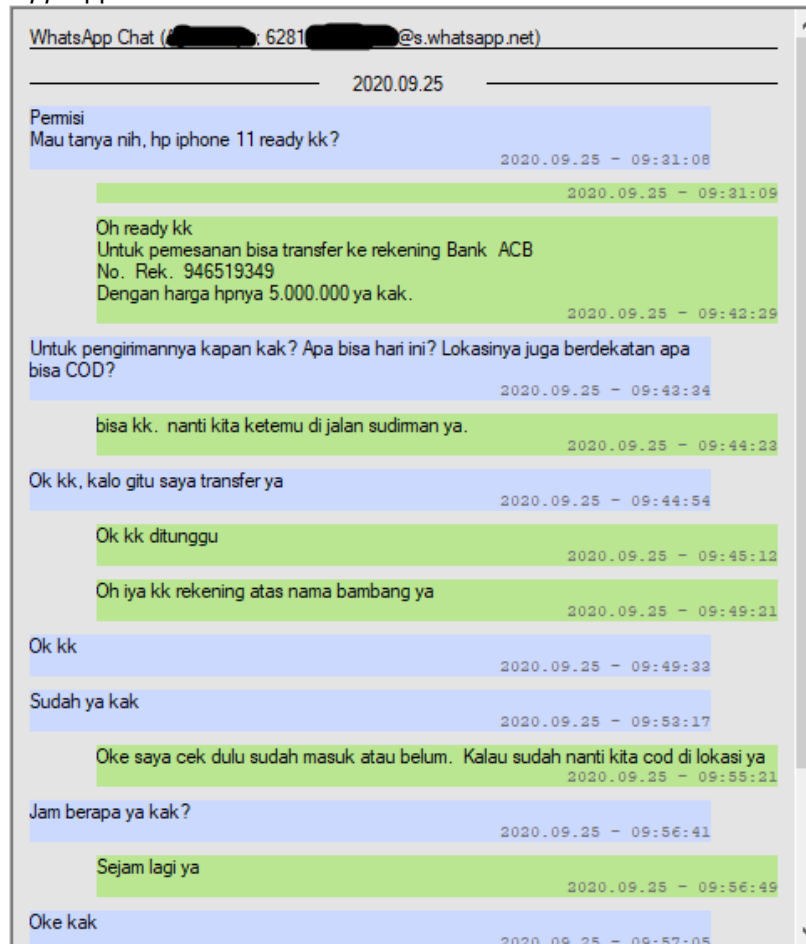 WhatsApp Chat ( ; 6281 @s.whatsapp.net)
2020.09.25
Permisi
Mau tanya nih, hp iphone 11 ready kk?
2020.09.25 - 09:31:08
2020.09.25 - 09:31:09
Oh ready kk
Untuk pemesanan bisa transfer ke rekening Bank ACB
No. Rek. 946519349
Dengan harga hpnya 5.000.000 ya kak.
2020.09.25 - 09:42:29
Untuk pengirimannya kapan kak? Apa bisa hari ini? Lokasinya juga berdekatan apa
bisa COD?
2020.09.25 - 09:43:34
bisa kk. nanti kita ketemu di jalan sudirman ya.
2020.09.25 - 09:44:23
Ok kk, kalo gitu saya transfer ya
2020.09.25 - 09:44:54
Ok kk ditunggu
2020.09.25 - 09:45:12
Oh iya kk rekening atas nama bambang ya
2020.09.25 - 09:49:21
Ok kk
2020.09.25 - 09:49:33
Sudah ya kak
2020.09.25 - 09:53:17
Oke saya cek dulu sudah masuk atau belum. Kalau sudah nanti kita cod di lokasi ya
2020.09.25 - 09:55:21
Jam berapa ya kak?
2020.09.25 - 09:56:41
Sejam lagi ya
2020.09.25 - 09:56:49
Oke kak
2020.09.25 - 09:57:05